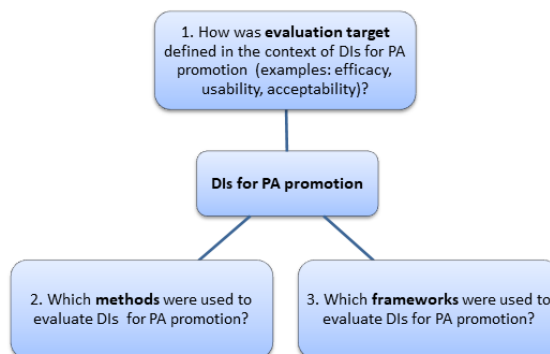 1. How was evaluation target
defined in the context of DIs for PA
promotion (examples: efficacy,
usability, acceptability)?
DIs for PA promotion
2. Which methods were used to
evaluate DIs for PA promotion?
3. Which frameworks were used to
evaluate DIs for PA promotion?